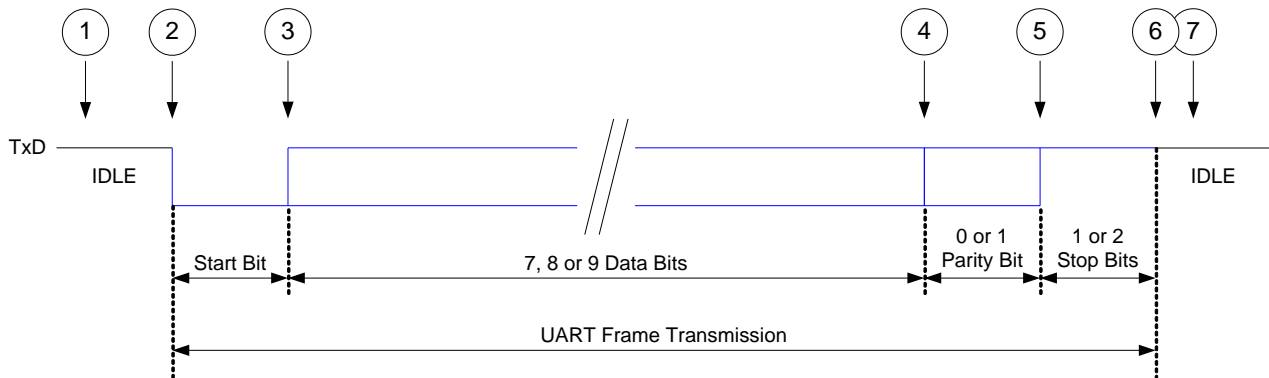 1
2
3
4
5
6
7
TxD
IDLE
IDLE
Start Bit
7, 8 or 9 Data Bits
0 or 1
Parity Bit
1 or 2
Stop Bits
UART Frame Transmission